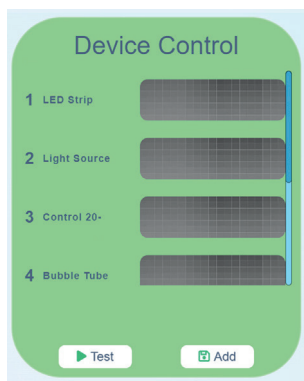 Device Control
1 LED Strip
2 Light Source
3 Control 20-
4 Bubble Tube
Test
Add